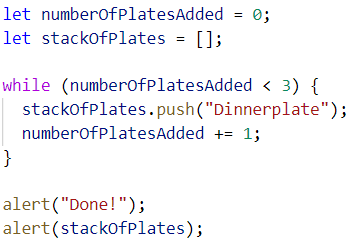 let numberOfPlatesAdded = 0;
let stackOfPlates = [];

while (numberOfPlatesAdded < 3) {
  stackOfPlates.push("Dinnerplate");
  numberOfPlatesAdded += 1;
}

alert("Done!");
alert(stackOfPlates);